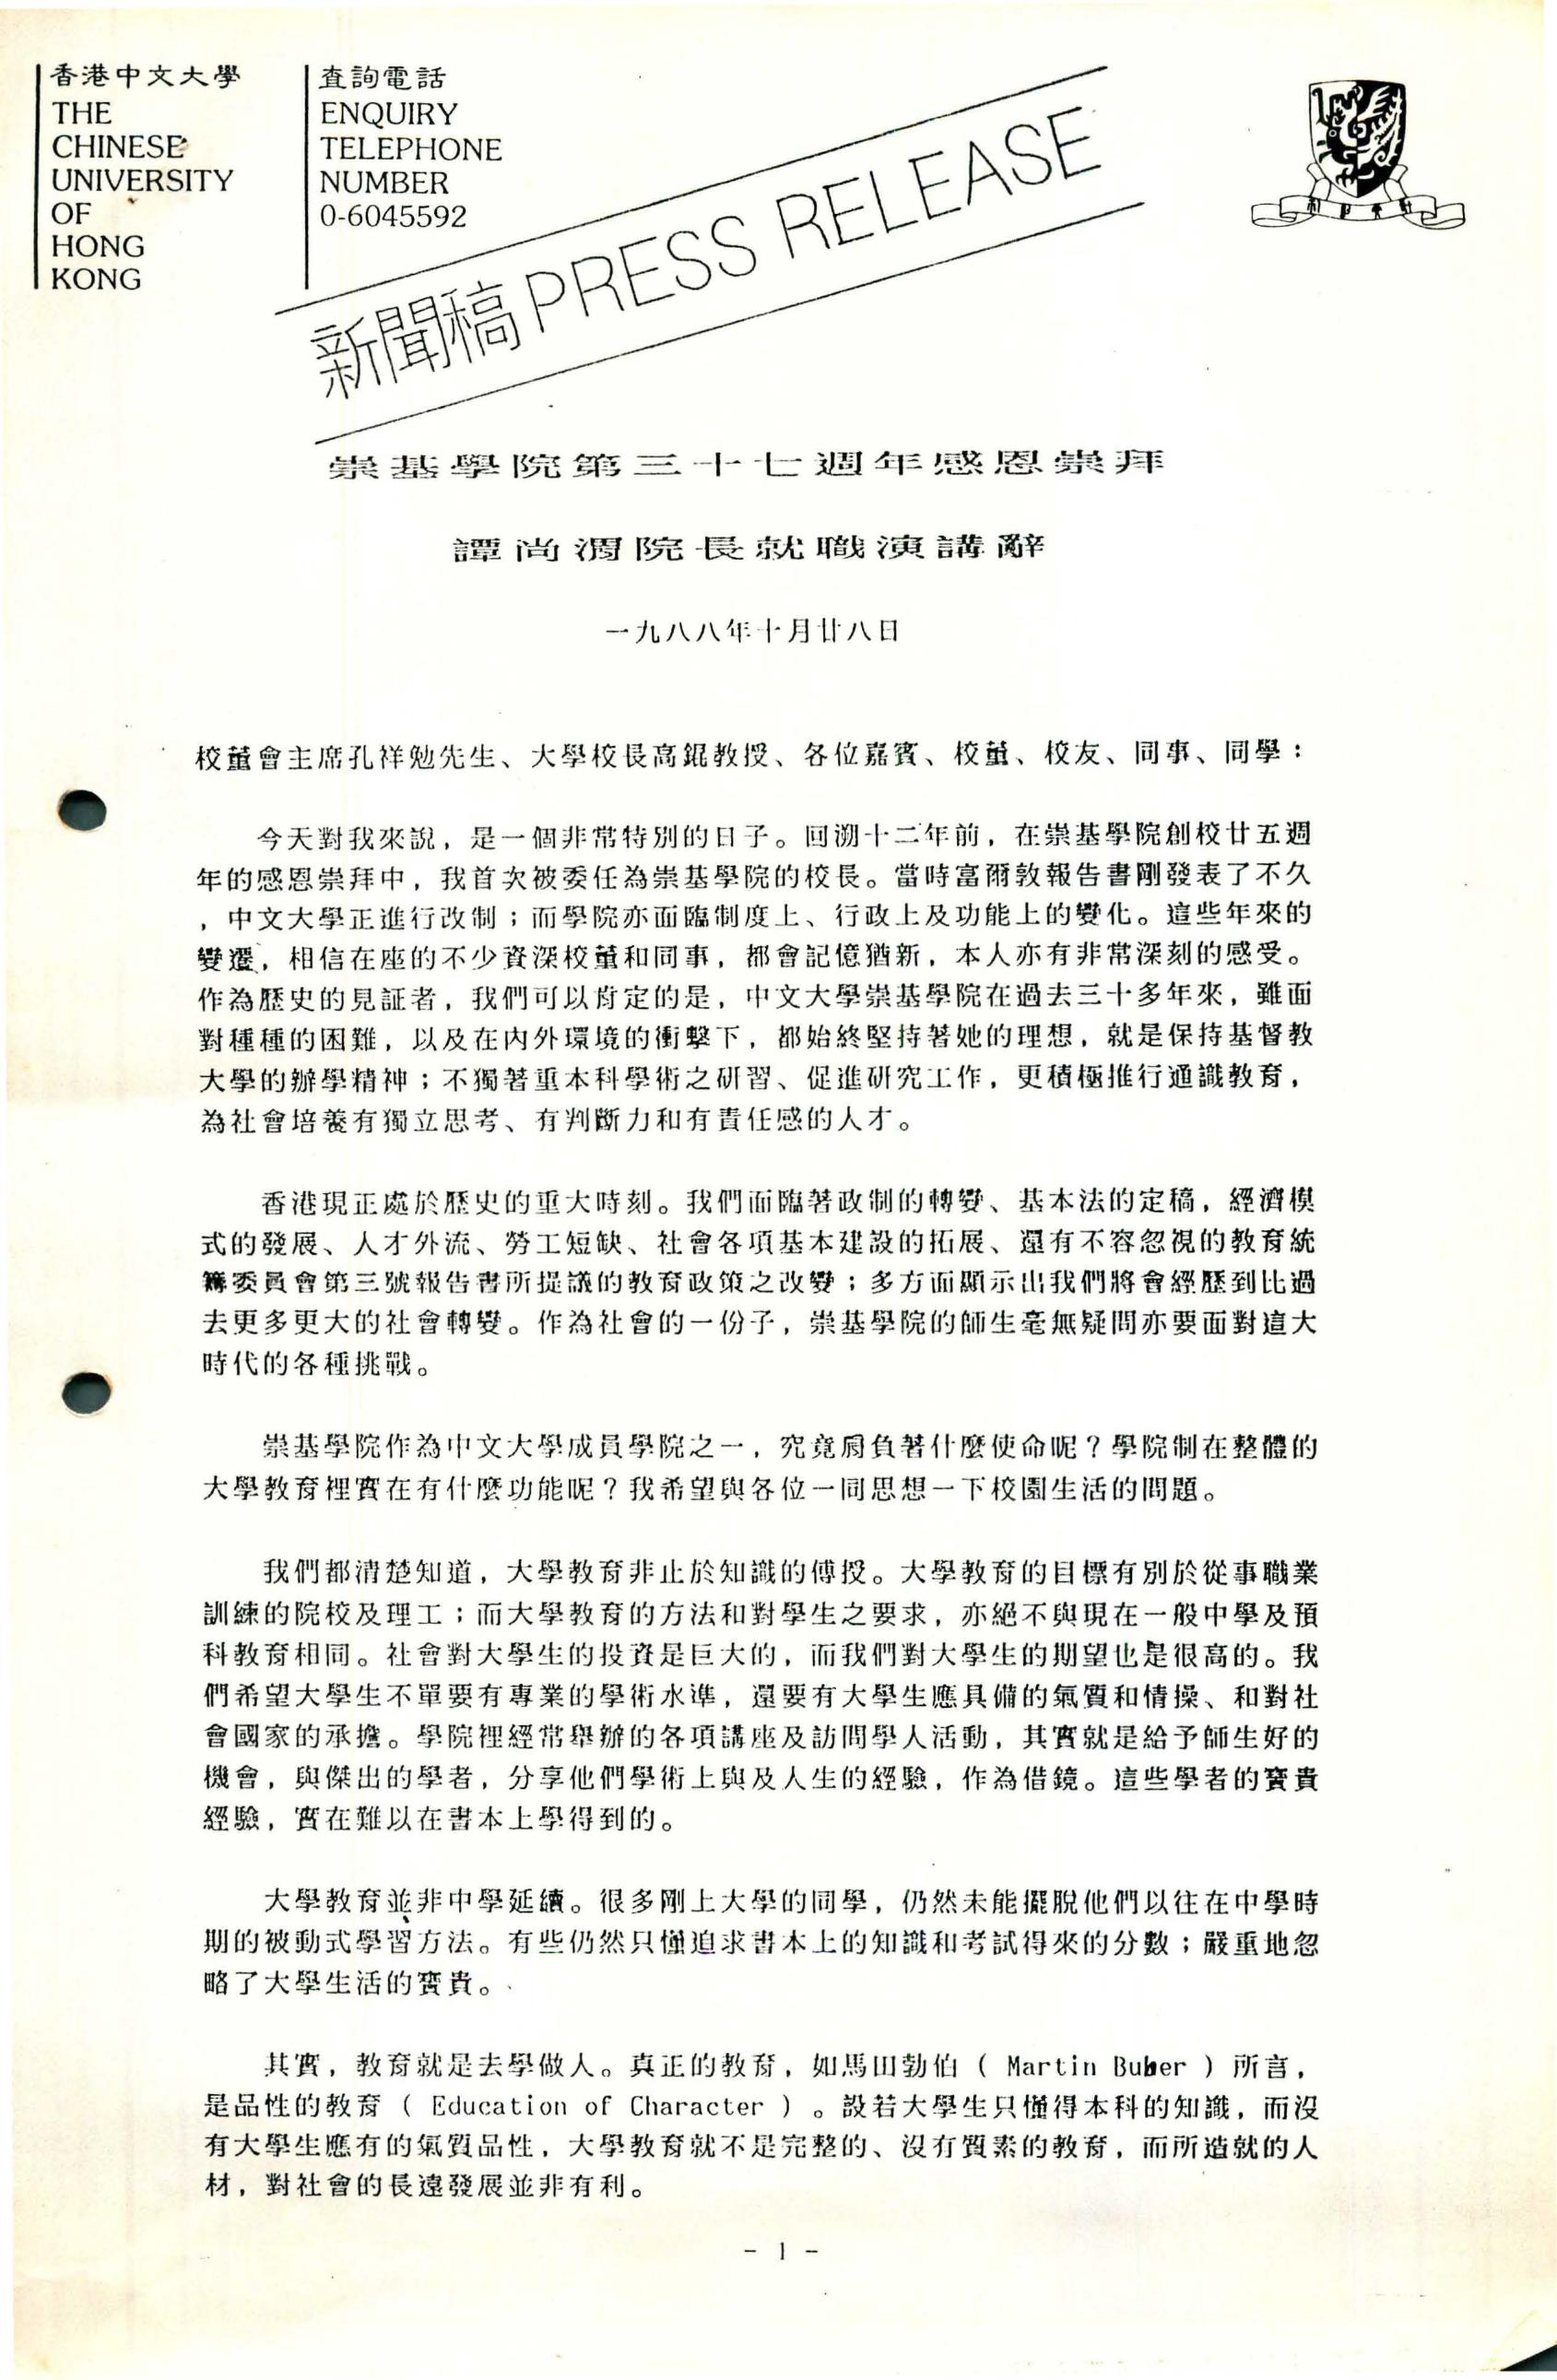 香港中文大學
THE
CHINESE
UNIVERSITY
OF
HONG
KONG
查詢電話
ENQUIRY
TELEPHONE
NUMBER
0-6045592
新聞稿 PRESS RELEASE
崇基學院第三十七週年感恩崇拜
譚尚渭院長就職演講辭
一九八八年十月廿八日
校董會主席孔祥勉先生、大學校長高錕教授、各位嘉賓、校董、校友、同事、同學：
今天對我來說，是一個非常特別的日子。回溯十二年前，在崇基學院創校廿五週
年的感恩崇拜中，我首次被委任為崇基學院的校長。當時富爾敦報告書剛發表了不久
，中文大學正進行改制；而學院亦面臨制度上、行政上及功能上的變化。這些年來的
變遷，相信在座的不少資深校董和同事，都會記憶猶新，本人亦有非常深刻的感受。
作為歷史的見証者，我們可以肯定的是，中文大學崇基學院在過去三十多年來，雖面
對種種的困難，以及在內外環境的衝擊下，都始終堅持著她的理想，就是保持基督教
大學的辦學精神；不獨著重本科學術之研習、促進研究工作，更積極推行通識教育，
為社會培養有獨立思考、有判斷力和有責任感的人才。
香港現正處於歷史的重大時刻。我們面臨著政制的轉變、基本法的定稿，經濟模
式的發展、人才外流、勞工短缺、社會各項基本建設的拓展、還有不容忽視的教育統
籌委員會第三號報告書所提議的教育政策之改變；多方面顯示出我們將會經歷到比過
去更多更大的社會轉變。作為社會的一份子，崇基學院的師生毫無疑問亦要面對這大
時代的各種挑戰。
崇基學院作為中文大學成員學院之一，究竟肩負著什麼使命呢？學院制在整體的
大學教育裡實在有什麼功能呢？我希望與各位一同思想一下校園生活的問題。
我們都清楚知道，大學教育非止於知識的傳授。大學教育的目標有別於從事職業
訓練的院校及理工；而大學教育的方法和對學生之要求，亦絕不與現在一般中學及預
科教育相同。社會對大學生的投資是巨大的，而我們對大學生的期望也是很高的。我
們希望大學生不單要有專業的學術水準，還要有大學生應具備的氣質和情操、和對社
會國家的承擔。學院裡經常舉辦的各項講座及訪問學人活動，其實就是給予師生好的
機會，與傑出的學者，分享他們學術上與及人生的經驗，作為借鏡。這些學者的寶貴
經驗，實在難以在書本上學得到的。
大學教育並非中學延續。很多剛上大學的同學，仍然未能擺脫他們以往在中學時
期的被動式學習方法。有些仍然只懂追求書本上的知識和考試得來的分數；嚴重地忽
略了大學生活的寶貴。
其實，教育就是去學做人。真正的教育，如馬田勃伯（ Martin Buber ）所言，
是品性的教育（ Education of Character ）。設若大學生只懂得本科的知識，而沒
有大學生應有的氣質品性，大學教育就不是完整的、沒有質素的教育，而所造就的人
材，對社會的長遠發展並非有利。
- 1 -